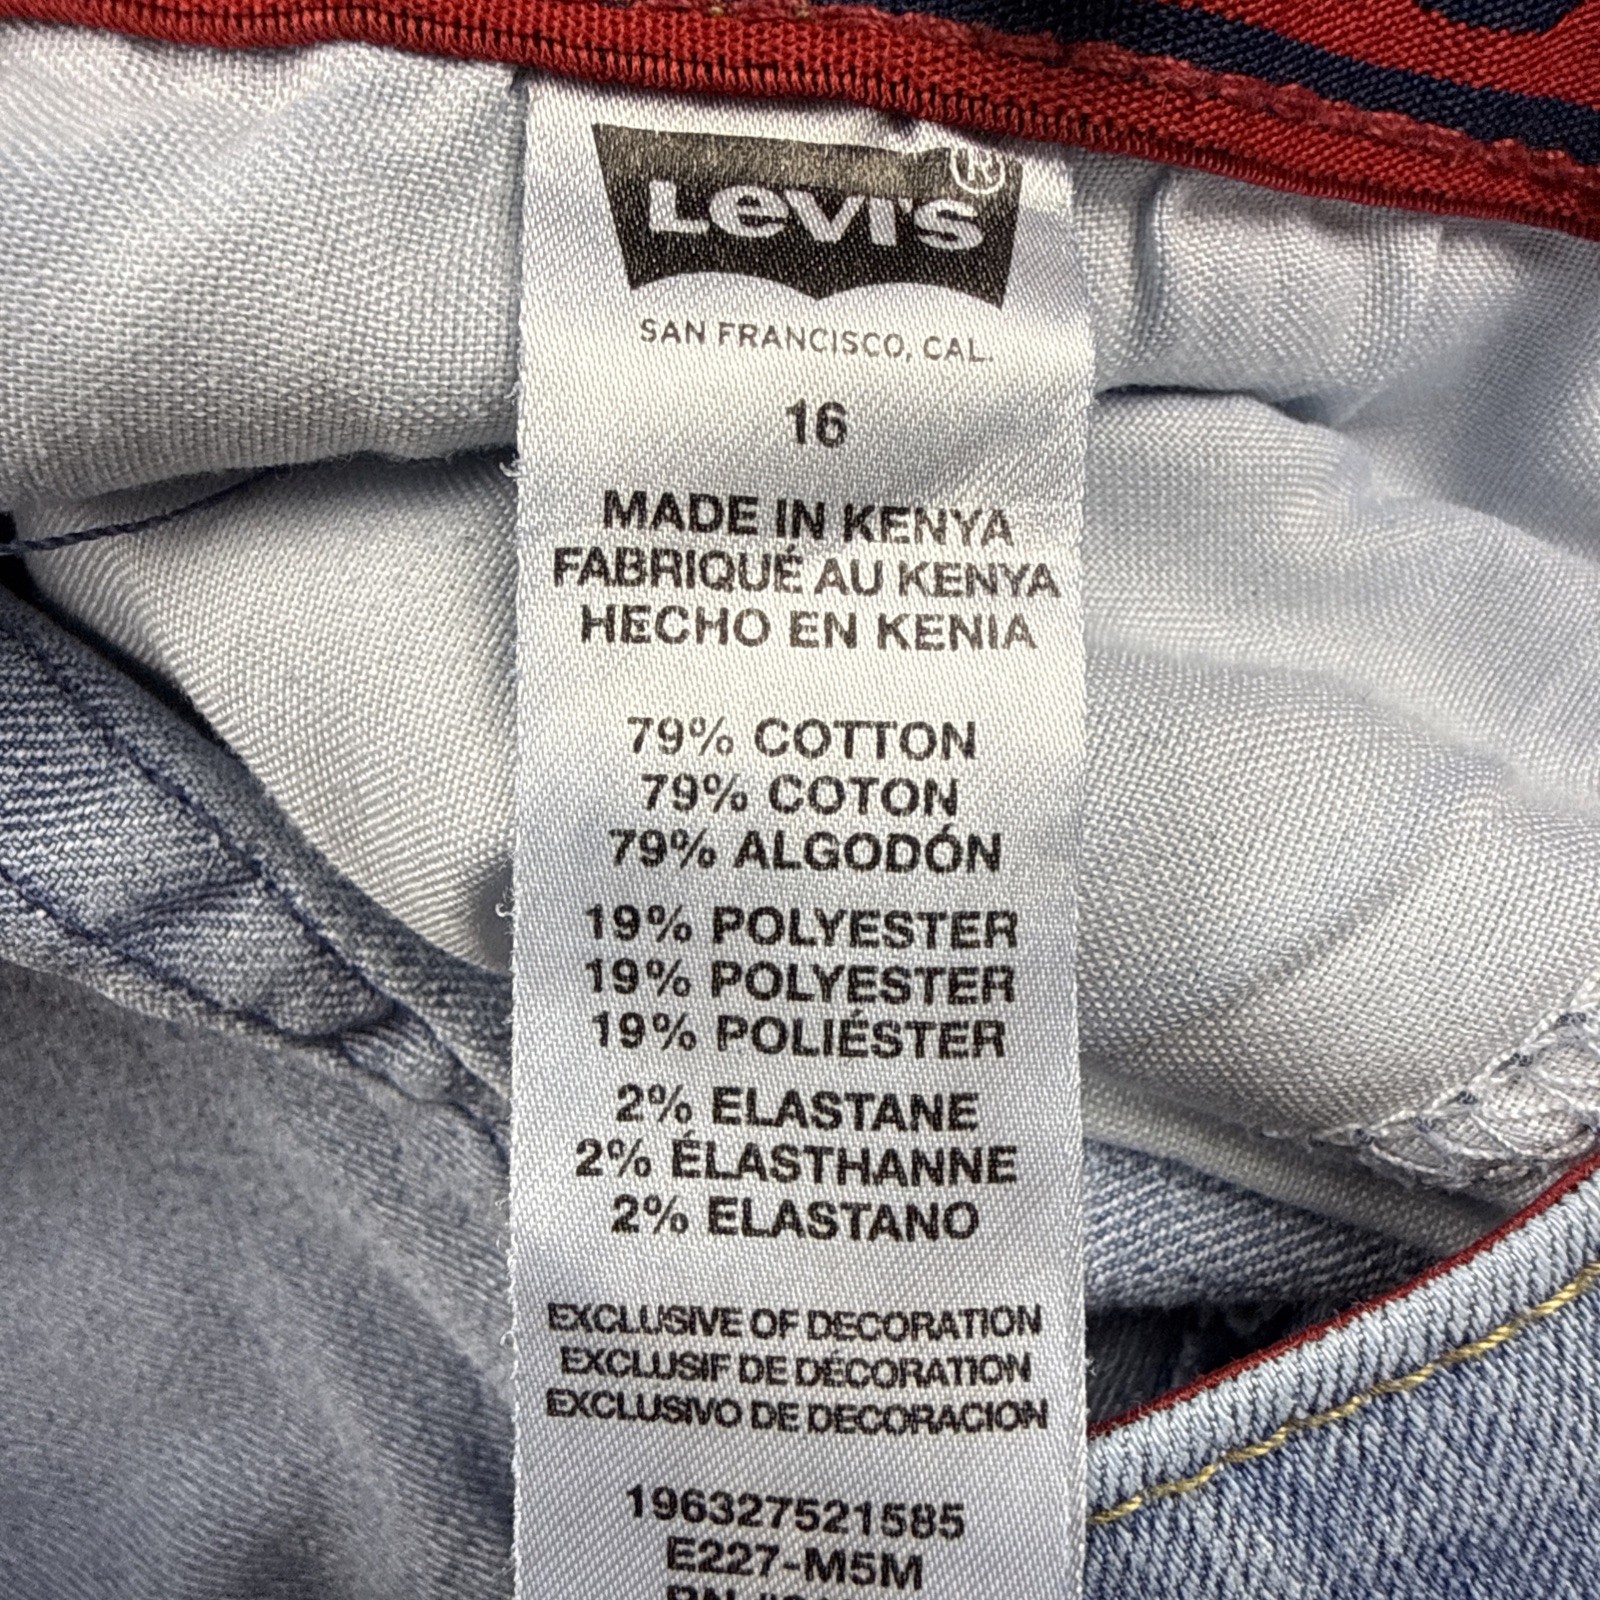 Levi's®
SAN FRANCISCO, CAL.
16
MADE IN KENYA
FABRIQUÉ AU KENYA
HECHO EN KENIA
79% COTTON
79% COTON
79% ALGODÓN
19% POLYESTER
19% POLYESTER
19% POLIÉSTER
2% ELASTANE
2% ÉLASTHANNE
2% ELASTANO
EXCLUSIVE OF DECORATION
EXCLUSIF DE DÉCORATION
EXCLUSIVO DE DECORACION
196327521585
E227-M5M